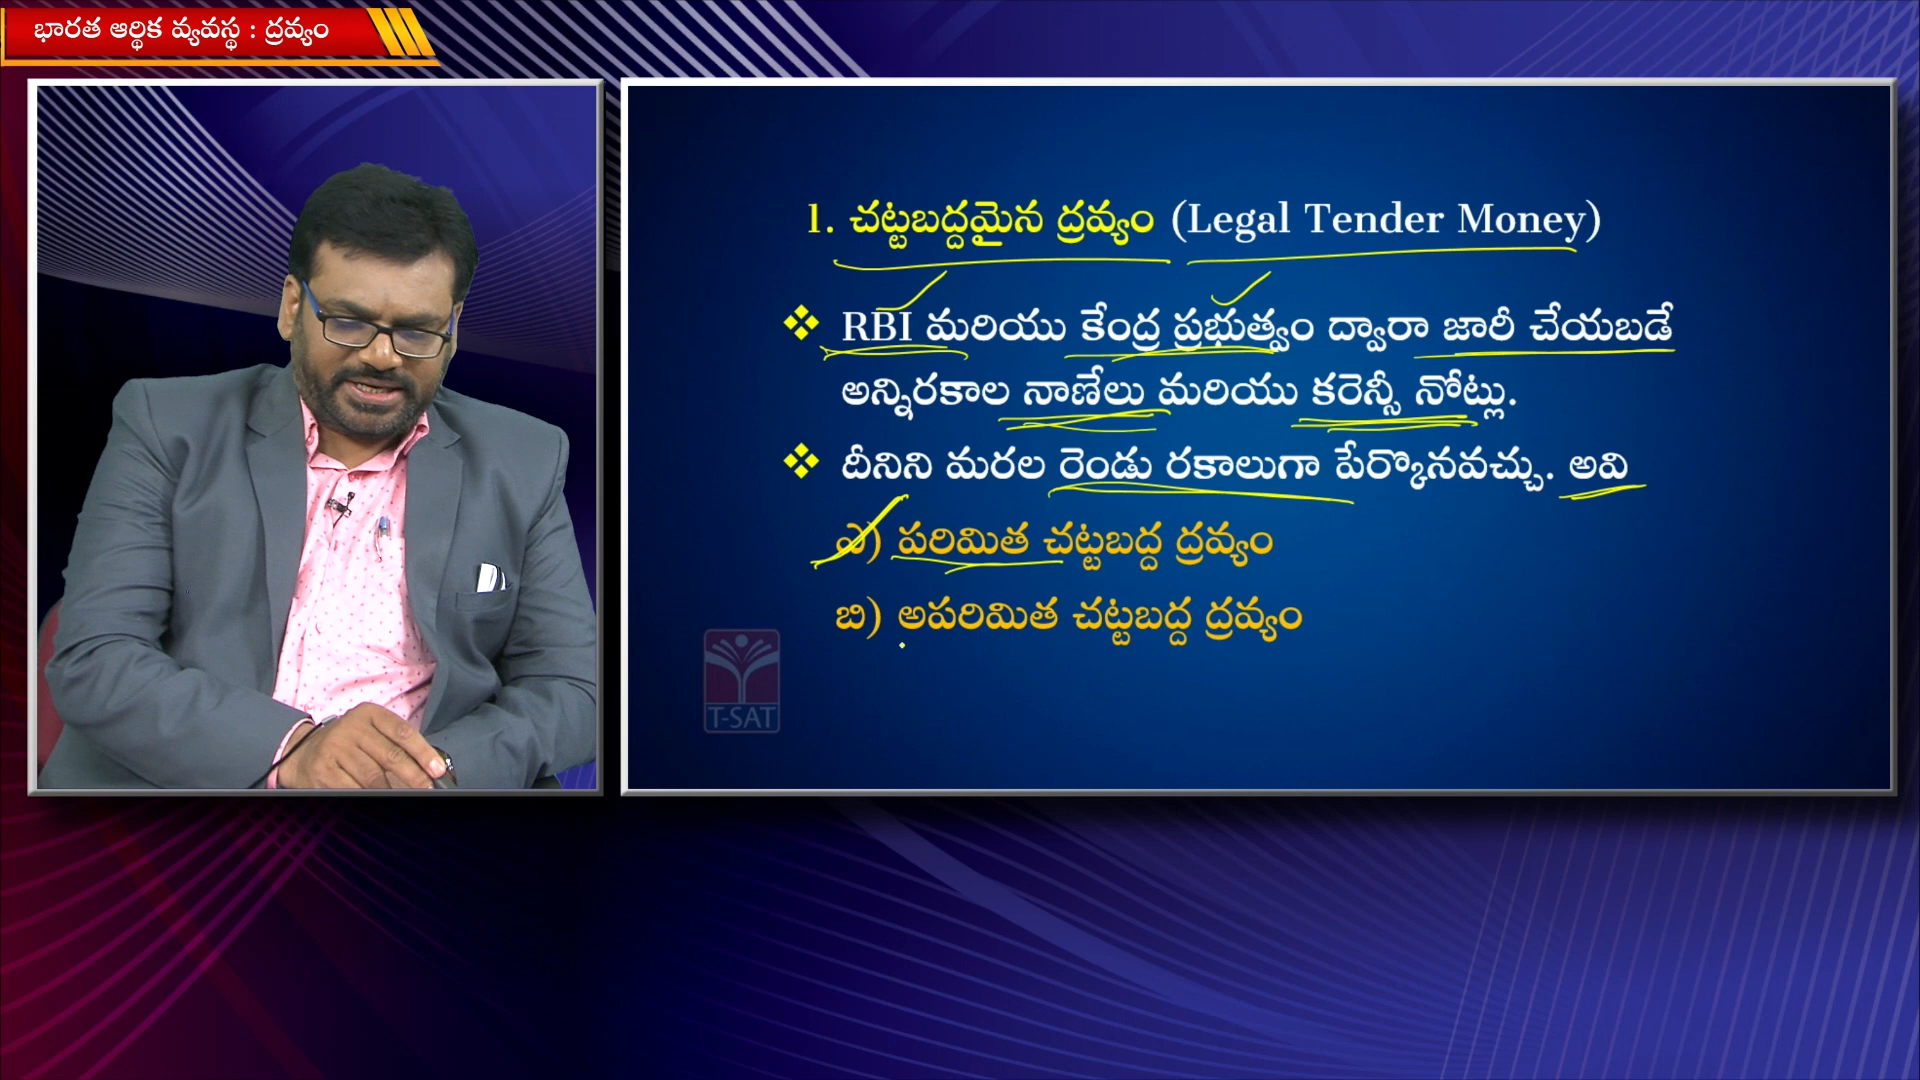 భారత ఆర్థిక వ్యవస్థ : ద్రవ్యం
1. చట్టబద్దమైన ద్రవ్యం (Legal Tender Money)
❖ RBI మరియు కేంద్ర ప్రభుత్వం ద్వారా జారీ చేయబడే
అన్నిరకాల నాణేలు మరియు కరెన్సీ నోట్లు.
❖ దీనిని మరల రెండు రకాలుగా పేర్కొనవచ్చు. అవి
ఎ) పరిమిత చట్టబద్ద ద్రవ్యం
బి) అపరిమిత చట్టబద్ద ద్రవ్యం
T-SAT